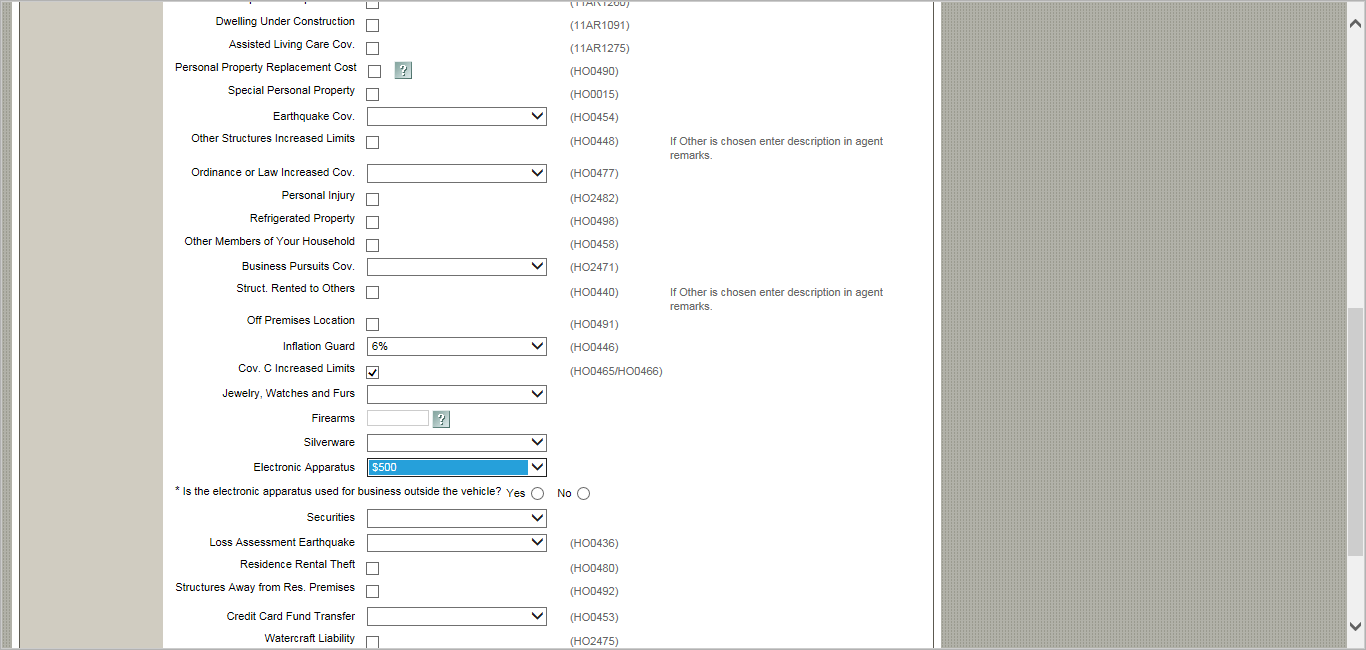 (11AR1260)
Dwelling Under Construction (11AR1091)
Assisted Living Care Cov. (11AR1275)
Personal Property Replacement Cost ? (HO0490)
Special Personal Property (HO0015)
Earthquake Cov. (HO0454)
Other Structures Increased Limits (HO0448) If Other is chosen enter description in agent
remarks.
Ordinance or Law Increased Cov. (HO0477)
Personal Injury (HO2482)
Refrigerated Property (HO0498)
Other Members of Your Household (HO0458)
Business Pursuits Cov. (HO2471)
Struct. Rented to Others (HO0440) If Other is chosen enter description in agent
remarks.
Off Premises Location (HO0491)
Inflation Guard 6% (HO0446)
Cov. C Increased Limits (HO0465/HO0466)
Jewelry, Watches and Furs
Firearms ?
Silverware
Electronic Apparatus $500
* Is the electronic apparatus used for business outside the vehicle? Yes No
Securities
Loss Assessment Earthquake (HO0436)
Residence Rental Theft (HO0480)
Structures Away from Res. Premises (HO0492)
Credit Card Fund Transfer (HO0453)
Watercraft Liability (HO2475)